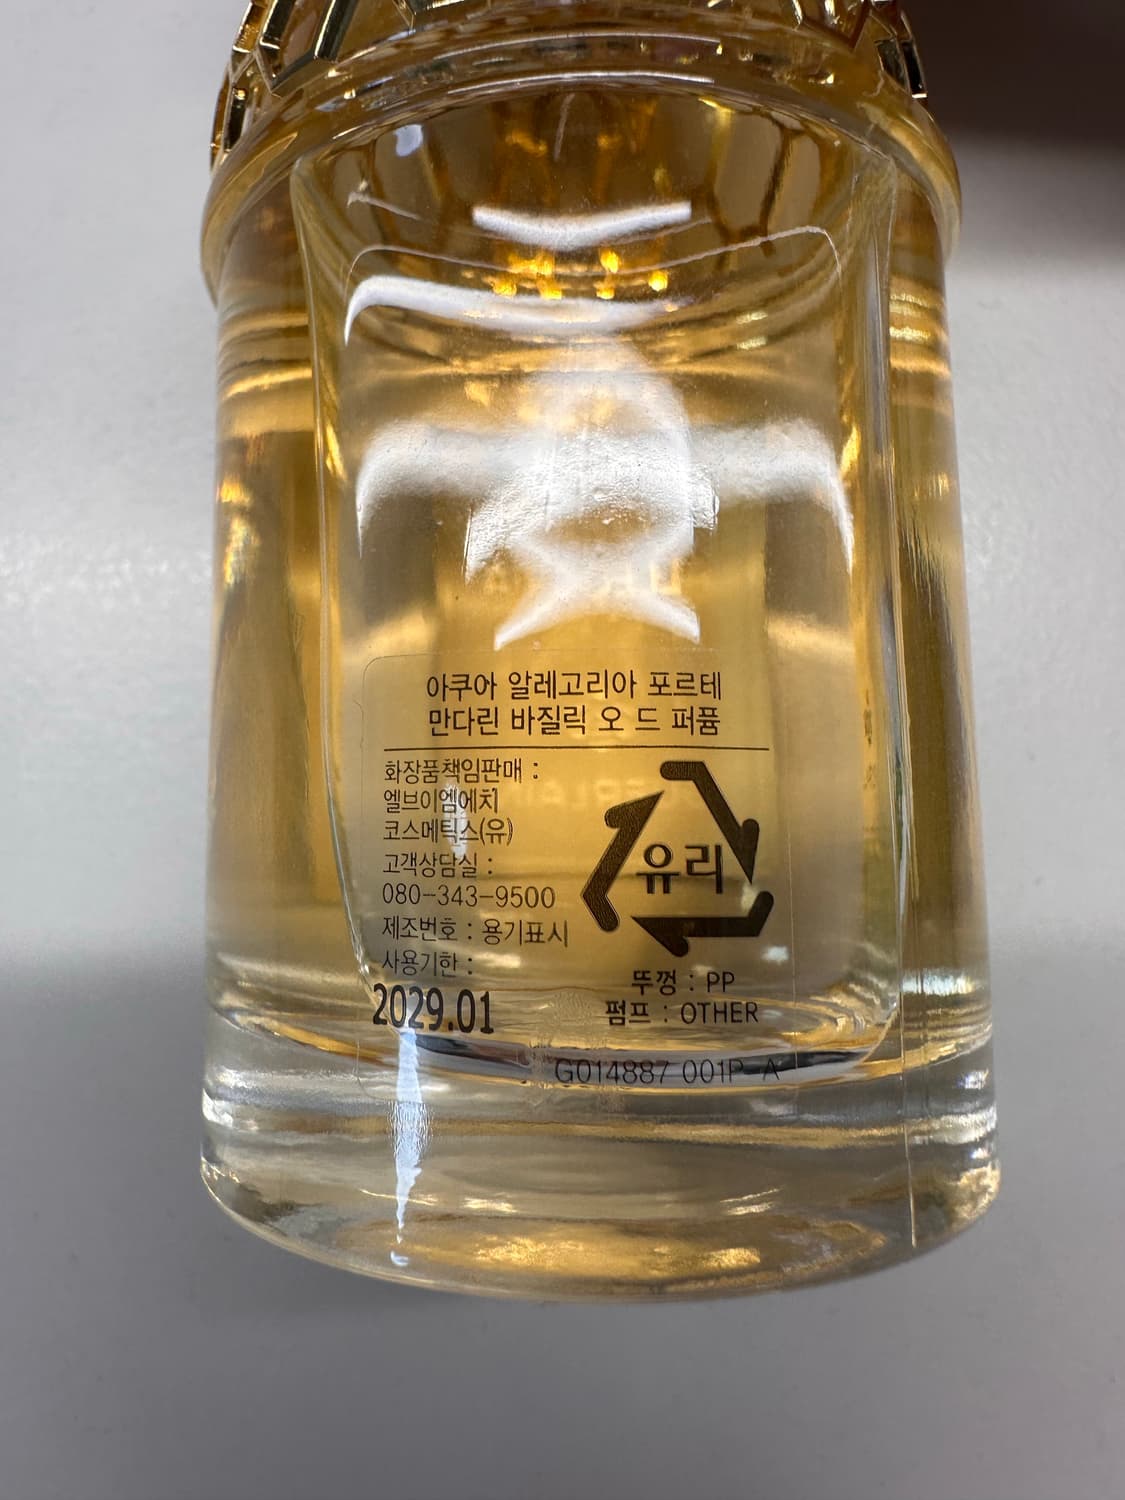 아쿠아 알레고리아 포르테
만다린 바질릭 오 드 퍼퓸
화장품책임판매 :
엘브이엠에치
코스메틱스(유)
고객상담실 :
080-343-9500
제조번호 : 용기표시
사용기한 :
2029.01
유리
뚜껑 : PP
펌프 : OTHER
G014887 001P A